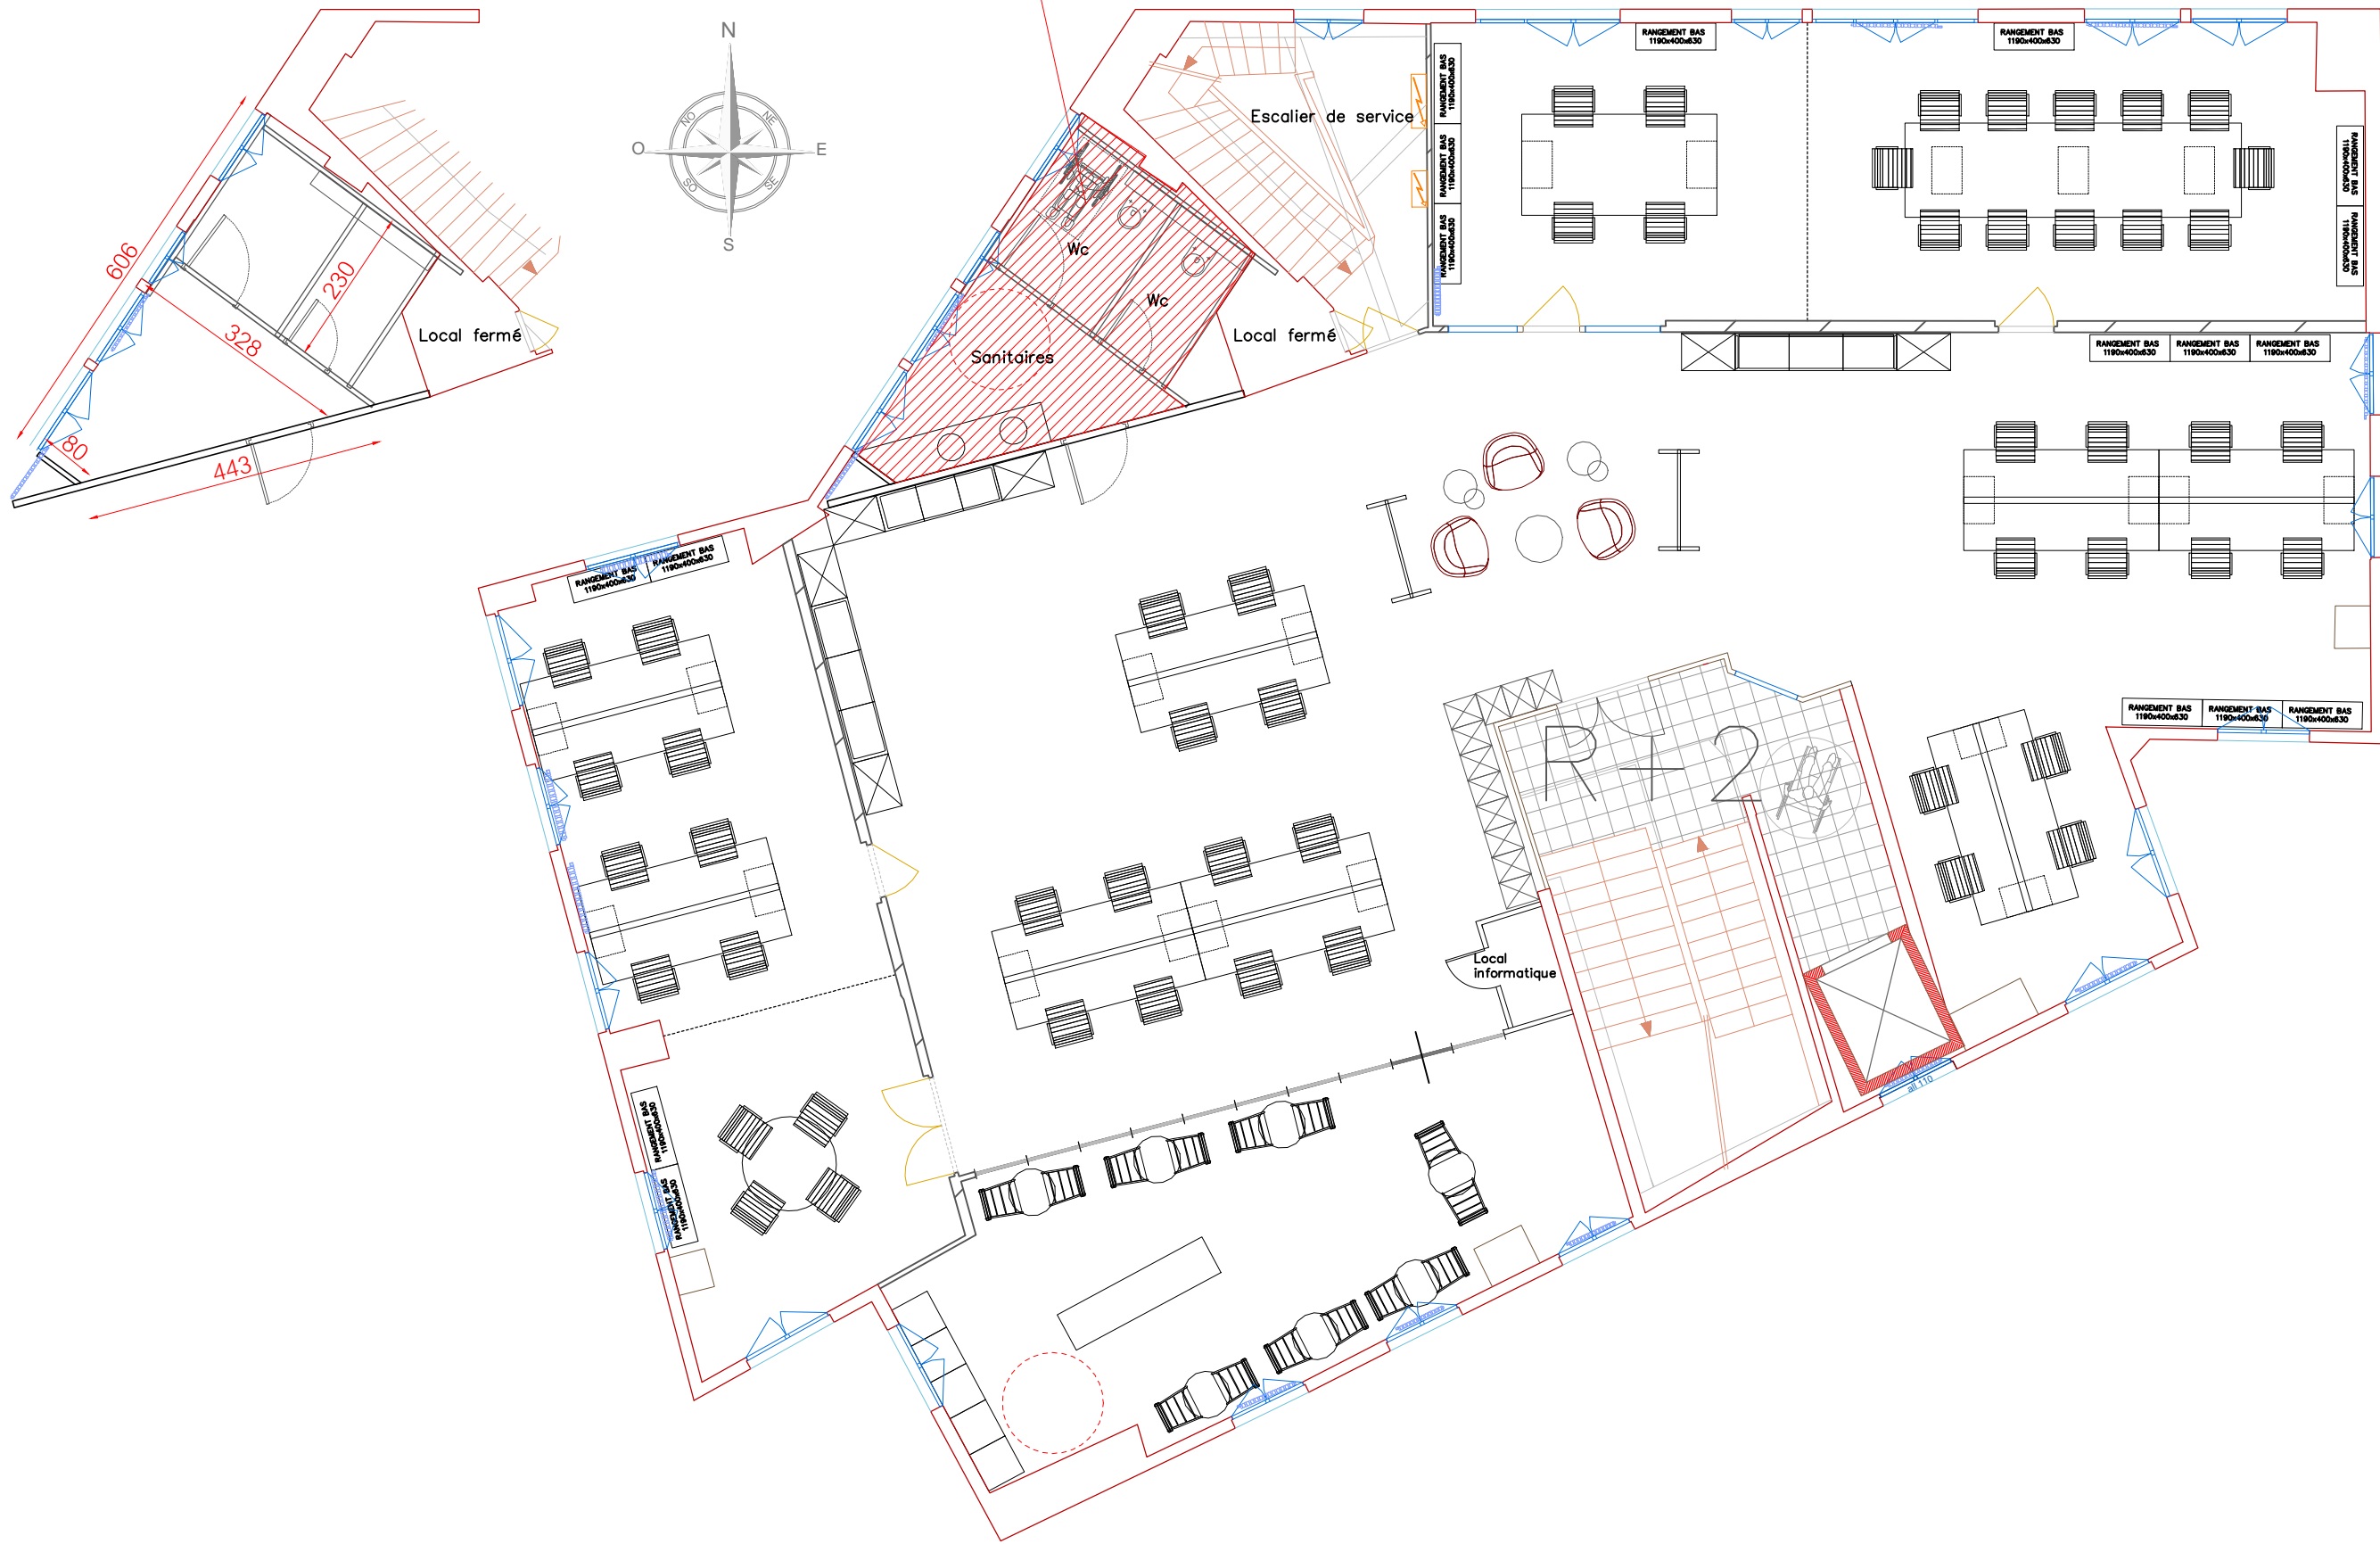 N
NO
NE
O
E
SO
SE
S
606
230
328
80
443
Local fermé
Escalier de service
Wc
Wc
Sanitaires
Local fermé
RANGEMENT BAS
1190x400x630
RANGEMENT BAS
1190x400x630
RANGEMENT BAS
1190x400x630
RANGEMENT BAS
1190x400x630
RANGEMENT BAS
1190x400x630
RANGEMENT BAS
1190x400x630
RANGEMENT BAS
1190x400x630
RANGEMENT BAS
1190x400x630
RANGEMENT BAS
1190x400x630
RANGEMENT BAS
1190x400x630
RANGEMENT BAS
1190x400x630
RANGEMENT BAS
1190x400x630
RANGEMENT BAS
1190x400x630
RANGEMENT BAS
1190x400x630
RANGEMENT BAS
1190x400x630
R+2
Local
informatique
all 110
RANGEMENT BAS
1190x400x630
RANGEMENT BAS
1190x400x630